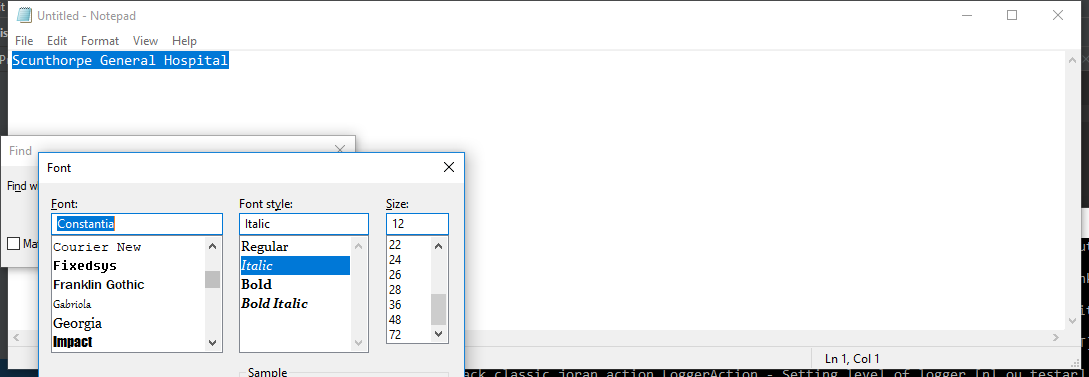 Untitled - Notepad
File Edit Format View Help
Scunthorpe General Hospital
Find
Find w
Ma
Font
Font: Font style: Size:
Constantia Italic 12
Courier New Regular 22
Fixedsys Italic 24
Franklin Gothic Bold 26
Gabriola Bold Italic 28
Georgia 36
Impact 48
72
Sample
Ln 1, Col 1
ack.classic.joran.action.LoggerAction - Setting level of logger [nl.ou.testar